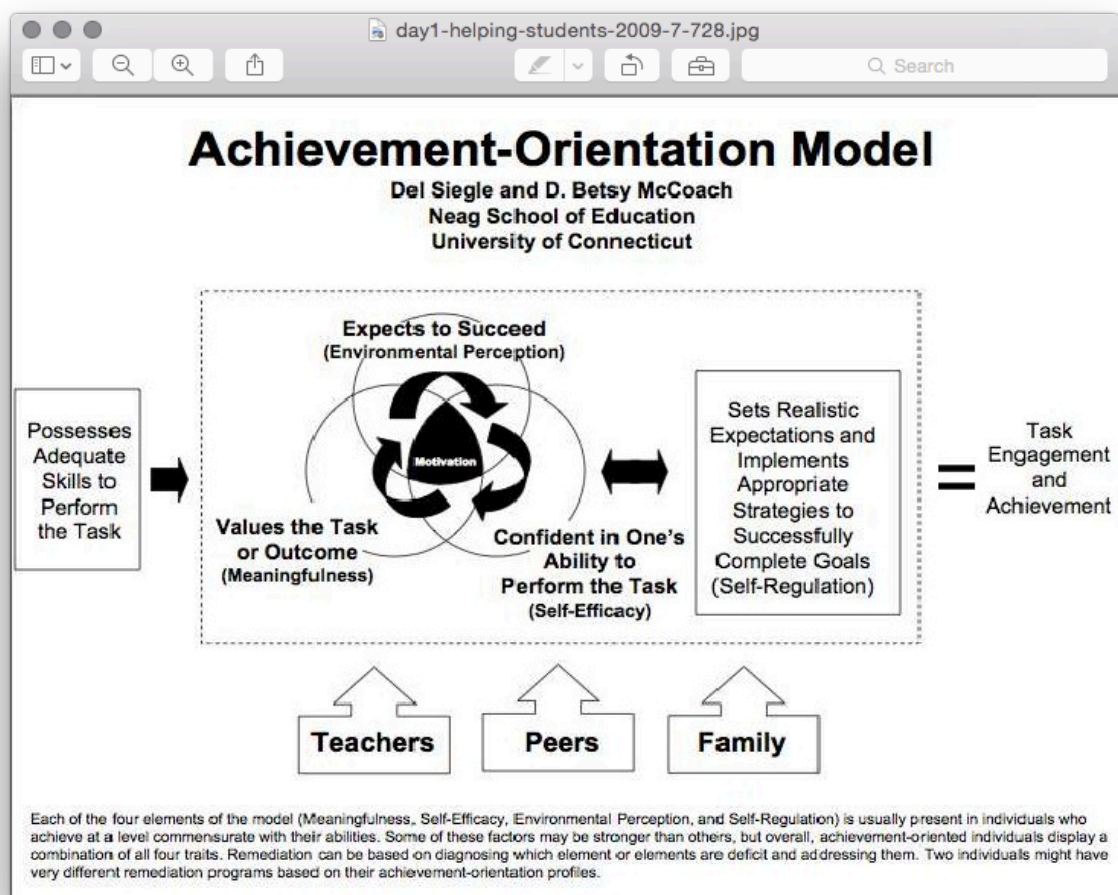 day1-helping-students-2009-7-728.jpg
Search
Achievement-Orientation Model
Del Siegle and D. Betsy McCoach
Neag School of Education
University of Connecticut
Possesses
Adequate
Skills to
Perform
the Task
Expects to Succeed
(Environmental Perception)
Motivation
Values the Task
or Outcome
(Meaningfulness)
Confident in One's
Ability to
Perform the Task
(Self-Efficacy)
Sets Realistic
Expectations and
Implements
Appropriate
Strategies to
Successfully
Complete Goals
(Self-Regulation)
Task
Engagement
and
Achievement
Teachers
Peers
Family
Each of the four elements of the model (Meaningfulness, Self-Efficacy, Environmental Perception, and Self-Regulation) is usually present in individuals who
achieve at a level commensurate with their abilities. Some of these factors may be stronger than others, but overall, achievement-oriented individuals display a
combination of all four traits. Remediation can be based on diagnosing which element or elements are deficit and addressing them. Two individuals might have
very different remediation programs based on their achievement-orientation profiles.